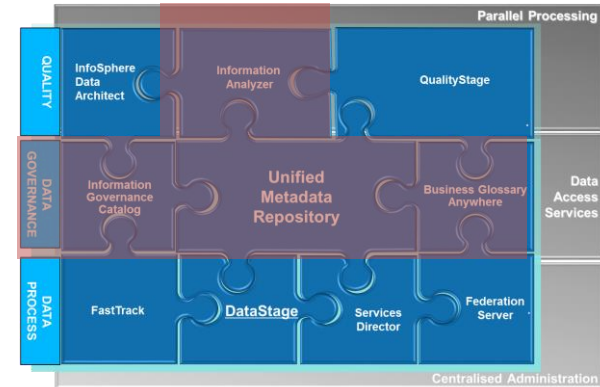 Parallel Processing
QUALITY
InfoSphere
Data
Architect
Information
Analyzer
QualityStage
DATA
GOVERNANCE
Information
Governance
Catalog
Unified
Metadata
Repository
Business Glossary
Anywhere
Data
Access
Services
DATA
PROCESS
FastTrack
DataStage
Services
Director
Federation
Server
Centralised Administration